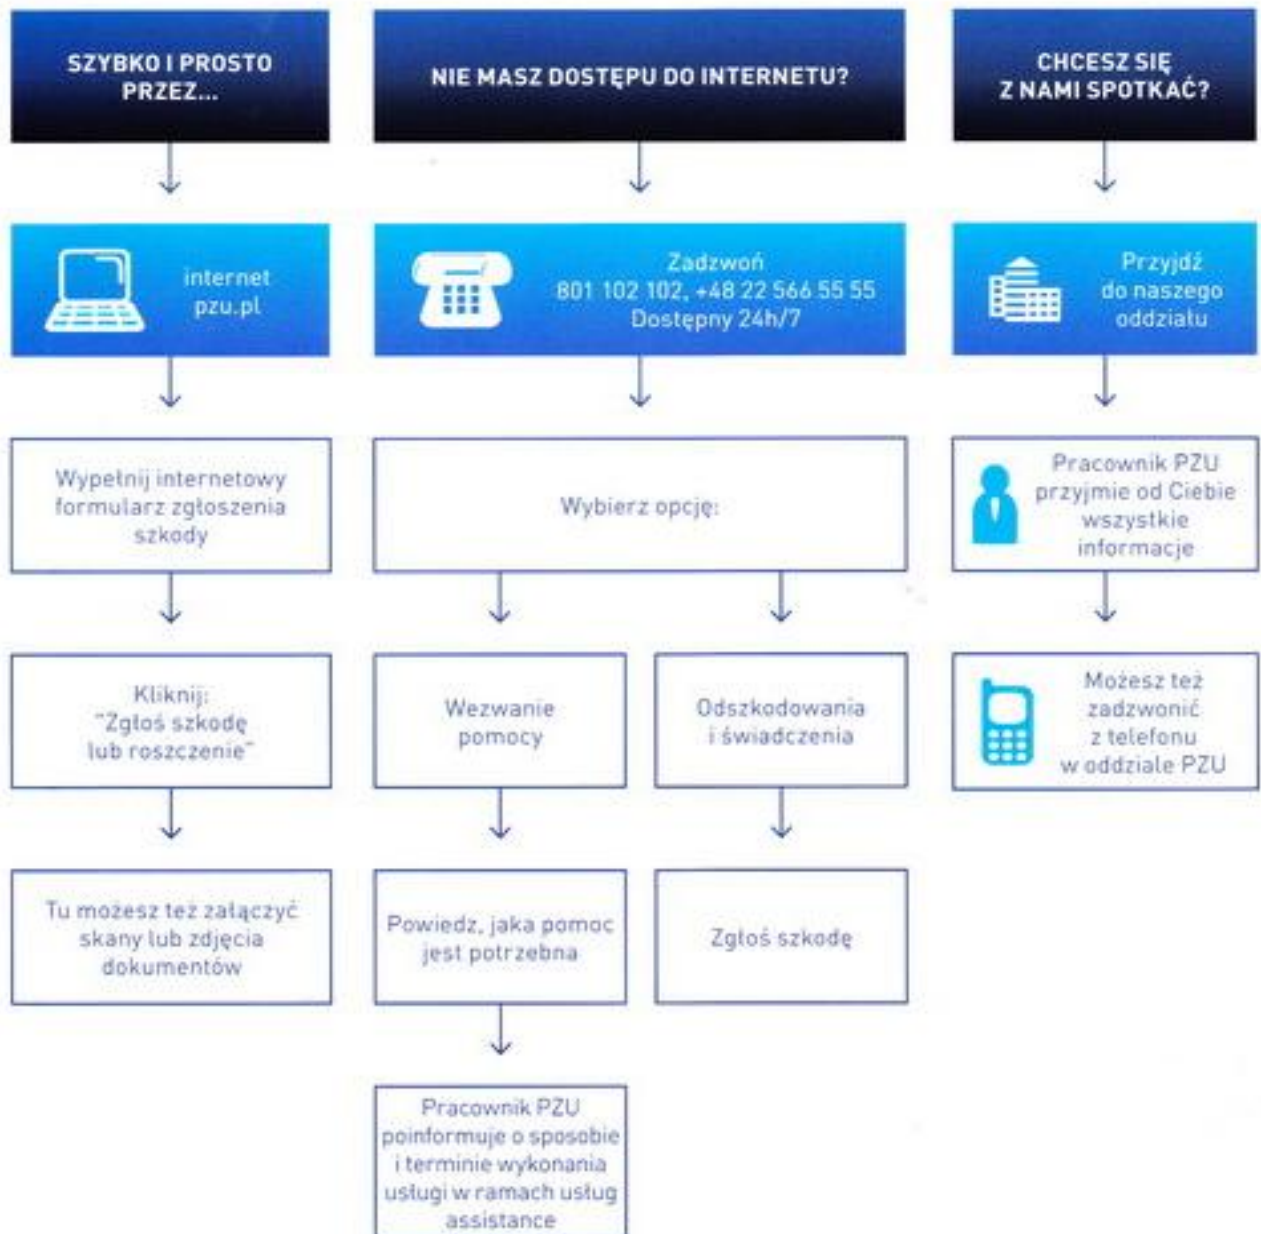 SZYBKO I PROSTO
PRZEZ...
NIE MASZ DOSTĘPU DO INTERNETU?
CHCESZ SIĘ
Z NAMI SPOTKAĆ?
internet
pzu.pl
Zadzwoń
801 102 102, +48 22 566 55 55
Dostępny 24h/7
Przyjdź
do naszego
oddziału
Wypełnij internetowy
formularz zgłoszenia
szkody
Wybierz opcję:
Pracownik PZU
przyjmie od Ciebie
wszystkie
informacje
Kliknij:
"Zgłoś szkodę
lub roszczenie"
Wezwanie
pomocy
Odszkodowania
i świadczenia
Możesz też
zadzwonić
z telefonu
w oddziale PZU
Tu możesz też załączyć
skany lub zdjęcia
dokumentów
Powiedz, jaka pomoc
jest potrzebna
Zgłoś szkodę
Pracownik PZU
poinformuje o sposobie
i terminie wykonania
usługi w ramach usług
assistance